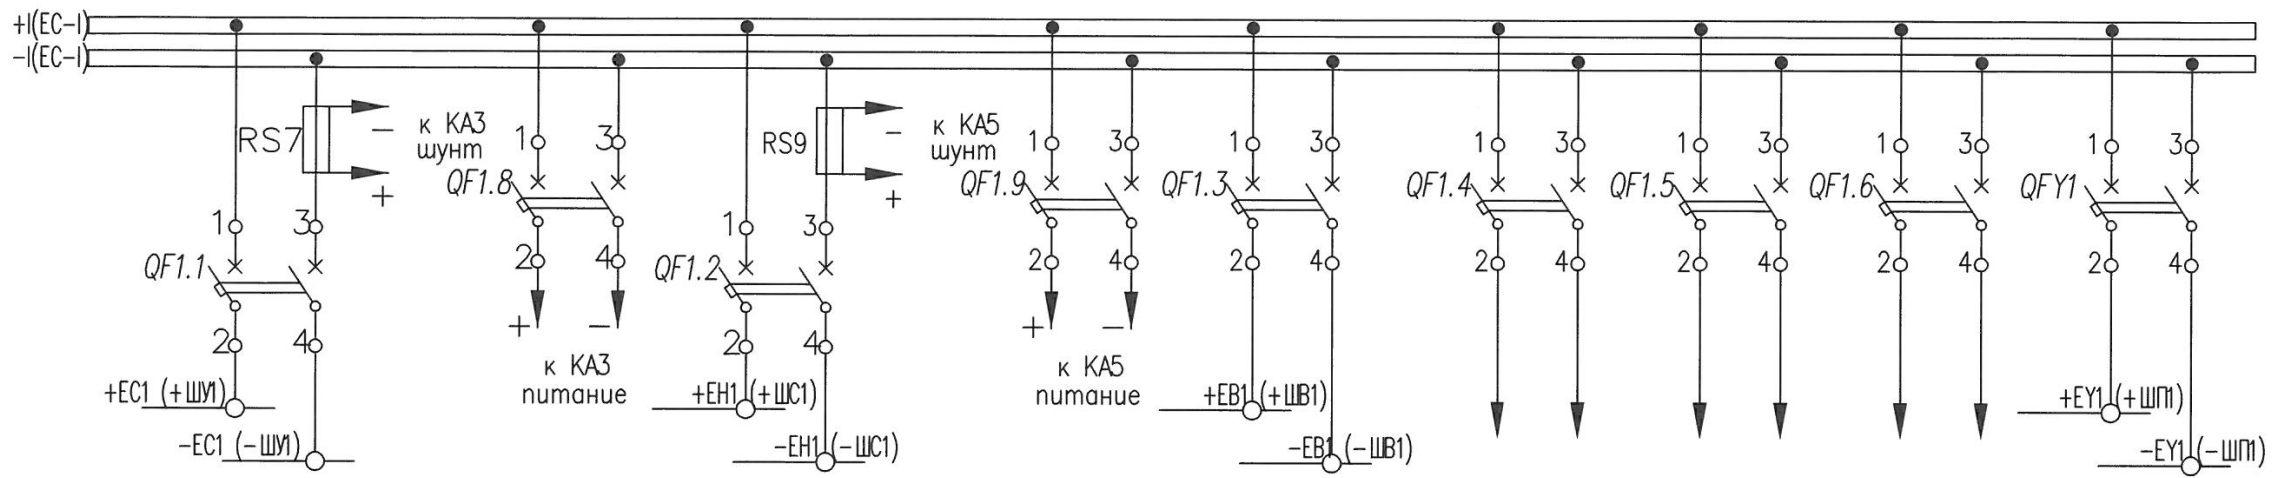 +I(EC-I)
-I(EC-I)
RS7
-
+
к КА3
шунт
1
3
QF1.1
2
4
+EC1 (+ШУ1)
-EC1 (-ШУ1)
1
3
QF1.8
2
4
+
-
к КА3
питание
RS9
-
+
к КА5
шунт
1
3
QF1.2
2
4
+EH1 (+ШС1)
-EH1 (-ШС1)
1
3
QF1.9
2
4
+
-
к КА5
питание
1
3
QF1.3
2
4
+EB1 (+ШВ1)
-EB1 (-ШВ1)
1
3
QF1.4
2
4
1
3
QF1.5
2
4
1
3
QF1.6
2
4
1
3
QFY1
2
4
+EY1 (+ШП1)
-EY1 (-ШП1)